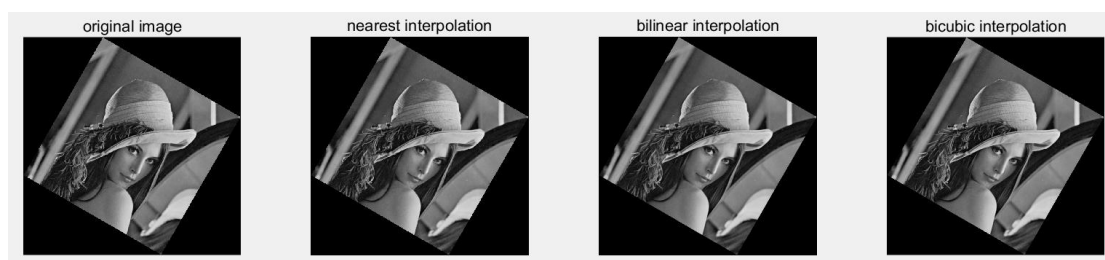 original image
nearest interpolation
bilinear interpolation
bicubic interpolation